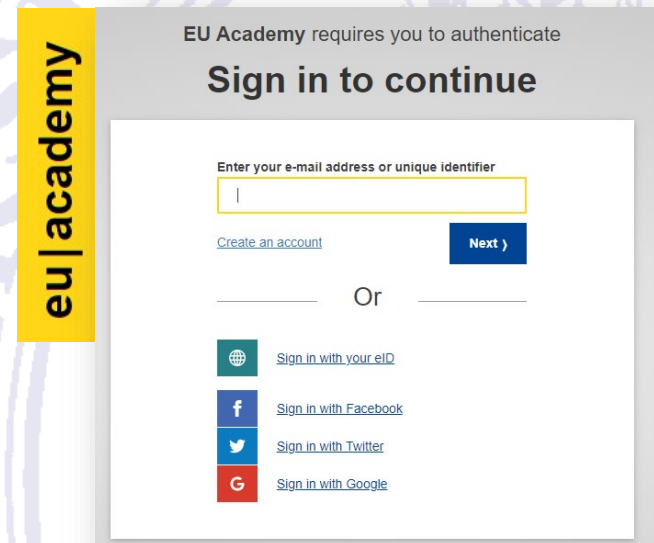 eu|academy
EU Academy requires you to authenticate
Sign in to continue
Enter your e-mail address or unique identifier
Create an account
Next ❭
Or
Sign in with your eID
f
Sign in with Facebook
Sign in with Twitter
G
Sign in with Google